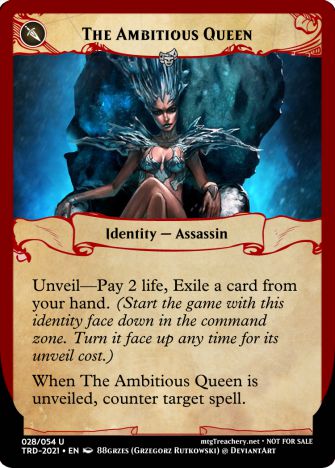 The Ambitious Queen
Identity — Assassin
Unveil—Pay 2 life, Exile a card from
your hand. (Start the game with this
identity face down in the command
zone. Turn it face up any time for its
unveil cost.)
When The Ambitious Queen is
unveiled, counter target spell.
028/054 U
mtgTreachery.net • NOT FOR SALE
TRD•2021 • EN 88grzes (Grzegorz Rutkowski) @ DeviantArt